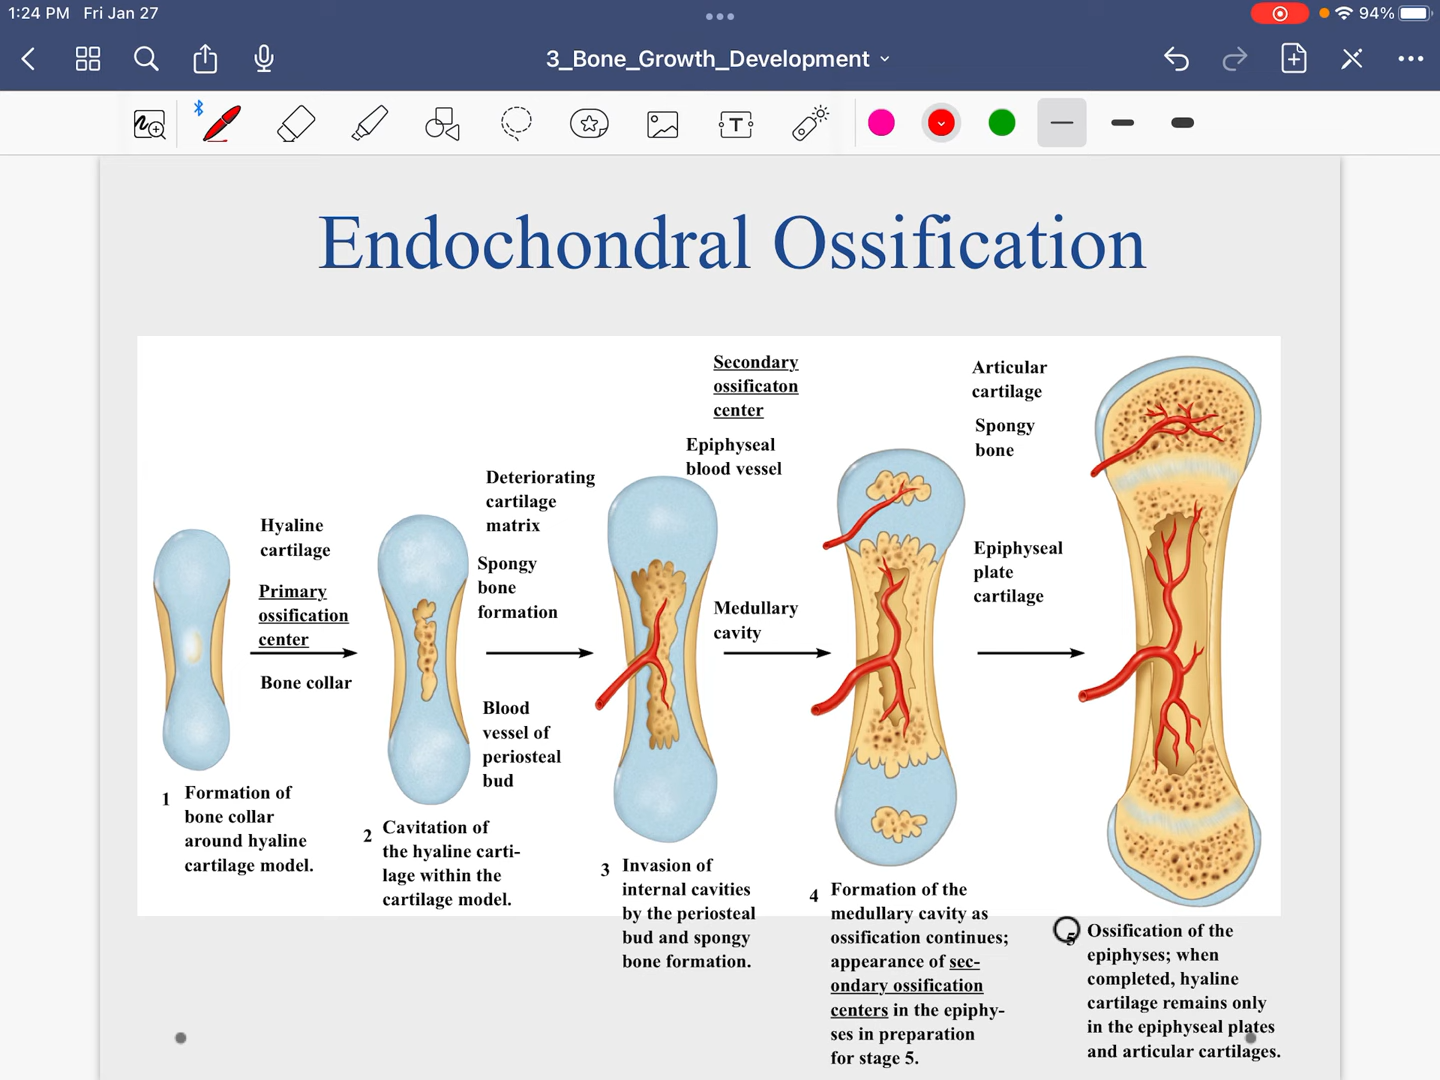 1:24 PM Fri Jan 27
94%
3_Bone_Growth_Development
T
Endochondral Ossification
Secondary
ossificaton
center
Epiphyseal
blood vessel
Articular
cartilage
Spongy
bone
Deteriorating
cartilage
matrix
Hyaline
cartilage
Spongy
bone
formation
Epiphyseal
plate
cartilage
Primary
ossification
center
Medullary
cavity
Bone collar
Blood
vessel of
periosteal
bud
1 Formation of
bone collar
around hyaline
cartilage model.
2 Cavitation of
the hyaline carti-
lage within the
cartilage model.
3 Invasion of
internal cavities
by the periosteal
bud and spongy
bone formation.
4 Formation of the
medullary cavity as
ossification continues;
appearance of sec-
ondary ossification
centers in the epiphy-
ses in preparation
for stage 5.
5 Ossification of the
epiphyses; when
completed, hyaline
cartilage remains only
in the epiphyseal plates
and articular cartilages.